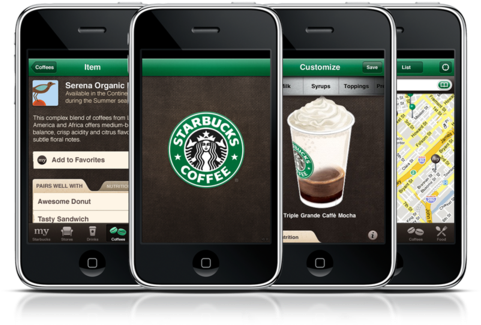 Coffees
Item
Serena Organic
Available in the Contine
during the Summer sea
This complex blend of coffees from L
America and Africa offers medium-b
balance, crisp acidity and citrus flavo
subtle floral notes.
Add to Favorites
PAIRS WELL WITH
Awesome Donut
Tasty Sandwich
my
Starbucks
Stores
Drinks
Coffees
STARBUCKS
COFFEE
Customize
Save
ilk
Syrups
Toppings
Triple Grande Caffè Mocha
trition
List
Coffees
Food